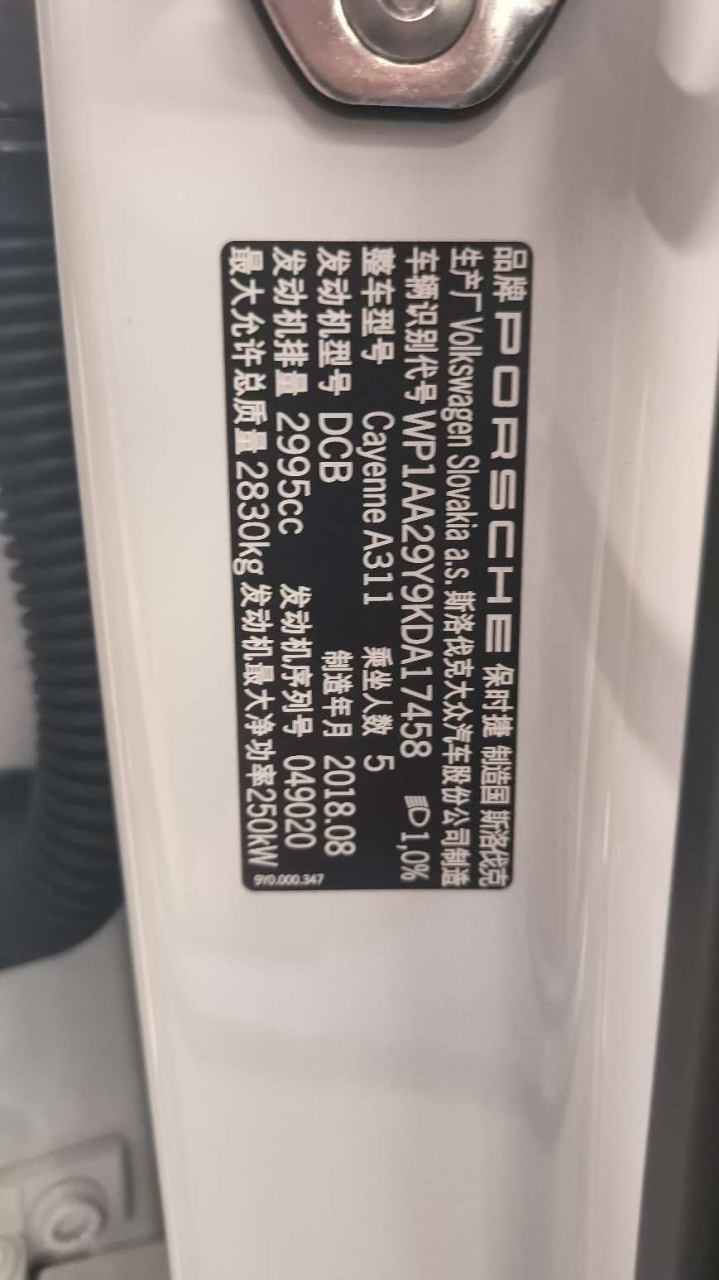 品牌 PORSCHE 保时捷 制造国 斯洛伐克
生产厂 Volkswagen Slovakia a.s. 斯洛伐克大众汽车股份公司制造
车辆识别代号 WP1AA29Y9KDA17458 1,0%
整车型号 Cayenne A311 乘坐人数 5
发动机型号 DCB 制造年月 2018.08
发动机排量 2995cc 发动机序列号 049020
最大允许总质量 2830kg 发动机最大净功率 250kW
9Y0.000.347